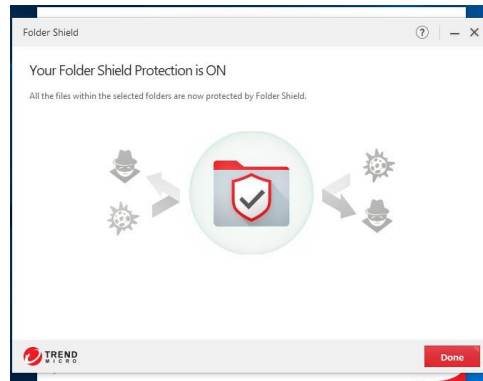 Folder Shield
?
Your Folder Shield Protection is ON
All the files within the selected folders are now protected by Folder Shield.
TREND
MICRO
Done